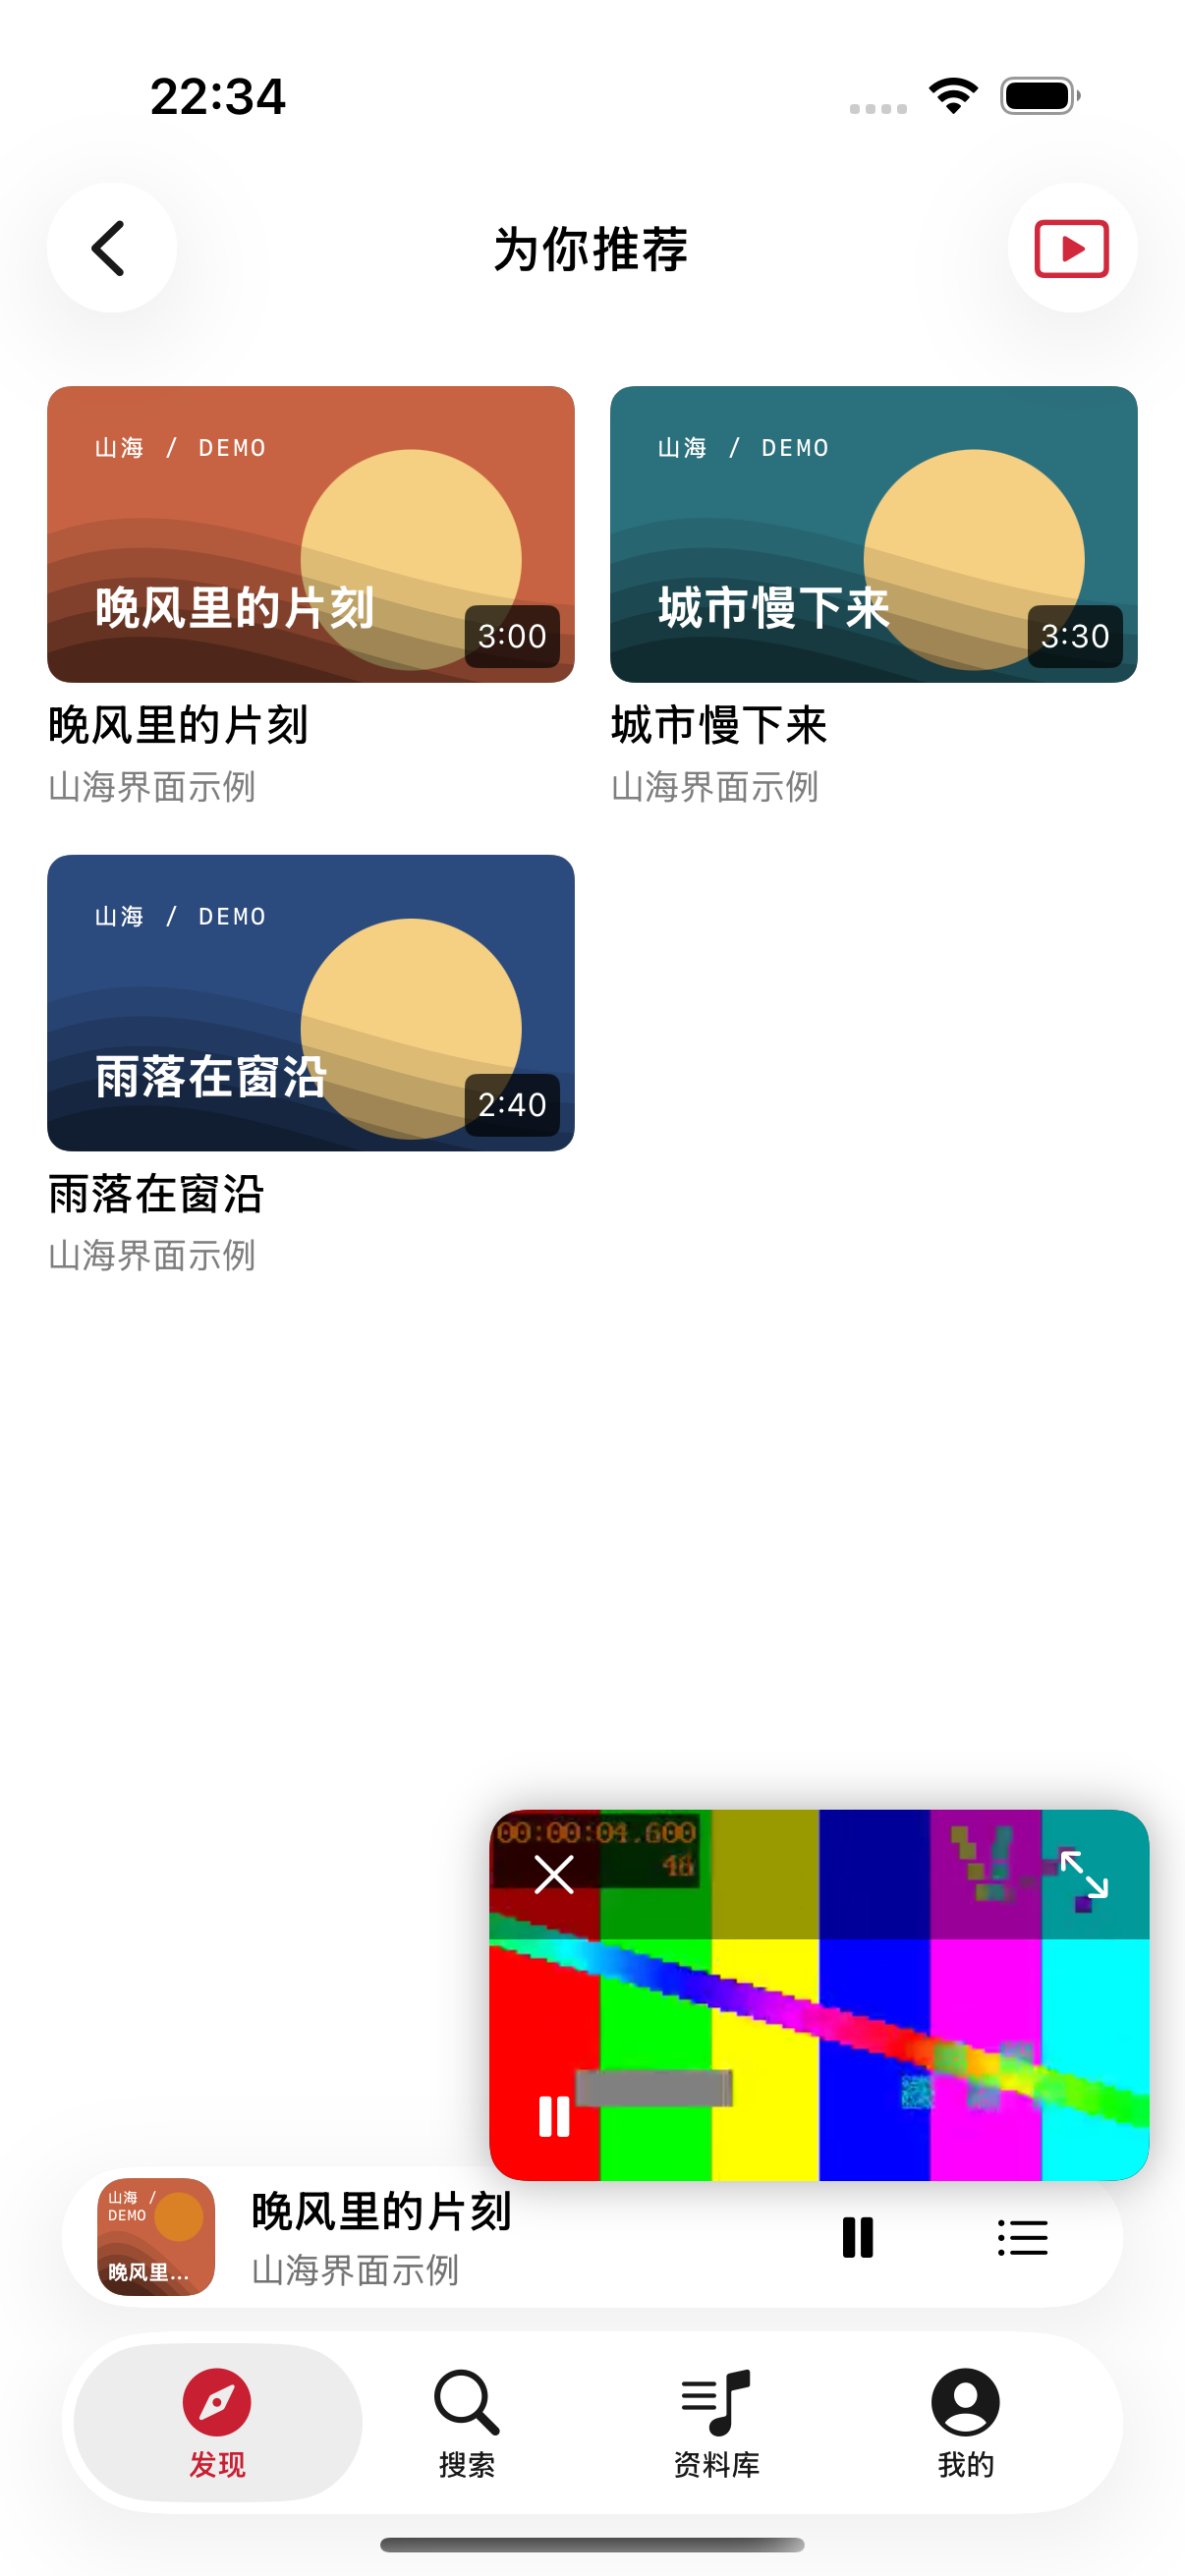 22:34
为你推荐
山海 / DEMO
晚风里的片刻
3:00
晚风里的片刻
山海界面示例
山海 / DEMO
城市慢下来
3:30
城市慢下来
山海界面示例
山海 / DEMO
雨落在窗沿
2:40
雨落在窗沿
山海界面示例
00:00:04.600
46
山海 /
DEMO
晚风里...
晚风里的片刻
山海界面示例
发现
搜索
资料库
我的